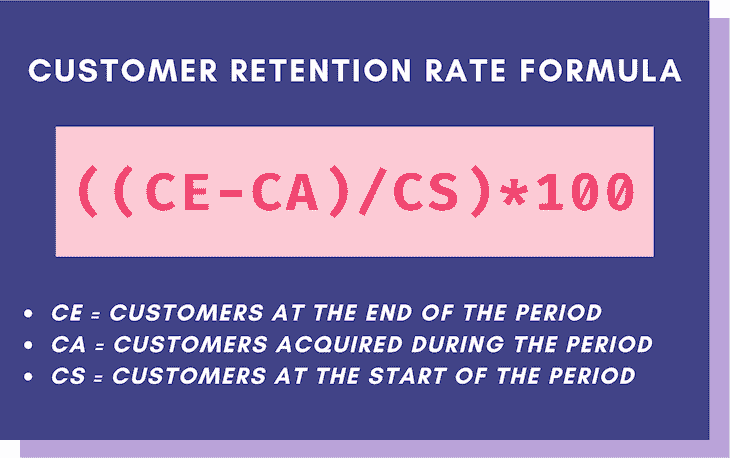 CUSTOMER RETENTION RATE FORMULA
((CE-CA)/CS)*100
• CE = CUSTOMERS AT THE END OF THE PERIOD
• CA = CUSTOMERS ACQUIRED DURING THE PERIOD
• CS = CUSTOMERS AT THE START OF THE PERIOD